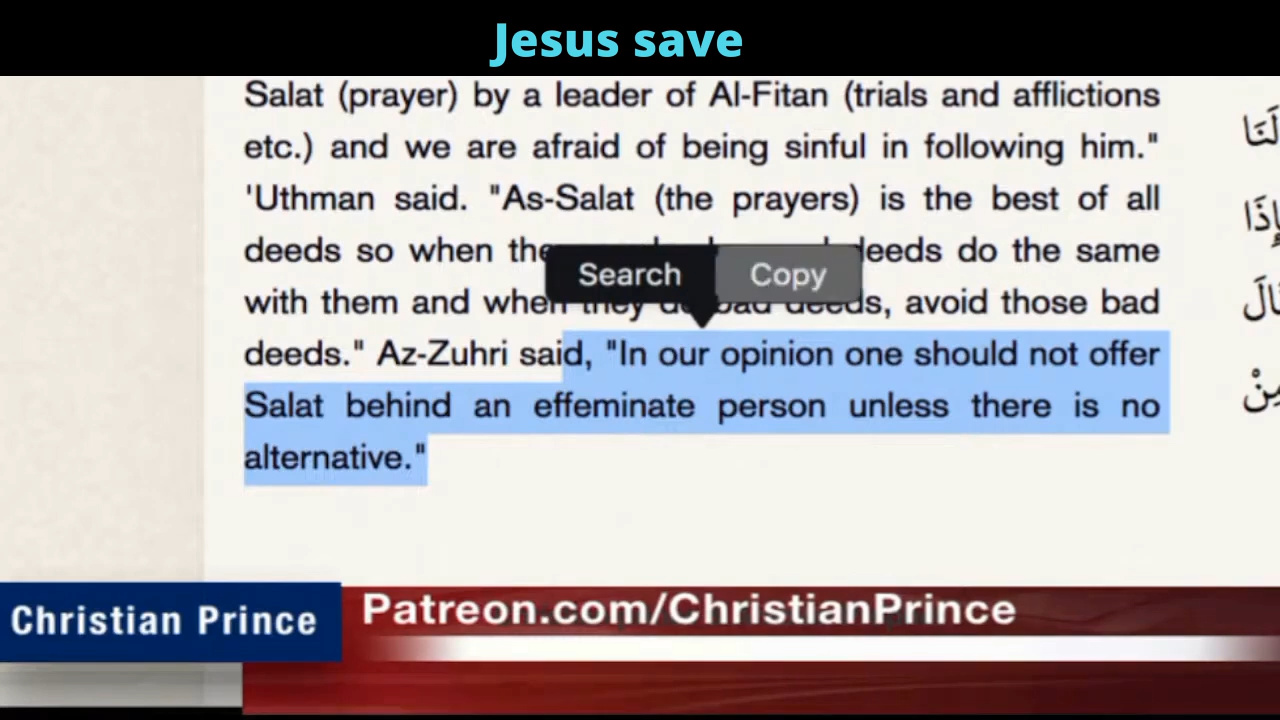 Jesus save
Salat (prayer) by a leader of Al-Fitan (trials and afflictions
etc.) and we are afraid of being sinful in following him."
'Uthman said. "As-Salat (the prayers) is the best of all
deeds so when the deeds do the same
with them and when they do bad deeds, avoid those bad
deeds." Az-Zuhri said, "In our opinion one should not offer
Salat behind an effeminate person unless there is no
alternative."
Search Copy
لَنَا
إِذَا
مِنْ
Christian Prince
Patreon.com/ChristianPrince